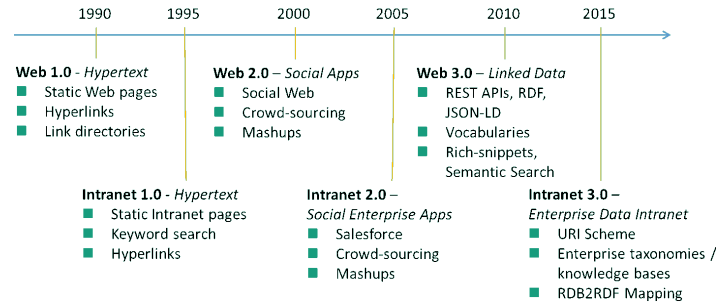 1990 1995 2000 2005 2010 2015
Web 1.0 - Hypertext
Static Web pages
Hyperlinks
Link directories
Web 2.0 – Social Apps
Social Web
Crowd-sourcing
Mashups
Web 3.0 – Linked Data
REST APIs, RDF,
JSON-LD
Vocabularies
Rich-snippets,
Semantic Search
Intranet 1.0 - Hypertext
Static Intranet pages
Keyword search
Hyperlinks
Intranet 2.0 –
Social Enterprise Apps
Salesforce
Crowd-sourcing
Mashups
Intranet 3.0 –
Enterprise Data Intranet
URI Scheme
Enterprise taxonomies /
knowledge bases
RDB2RDF Mapping